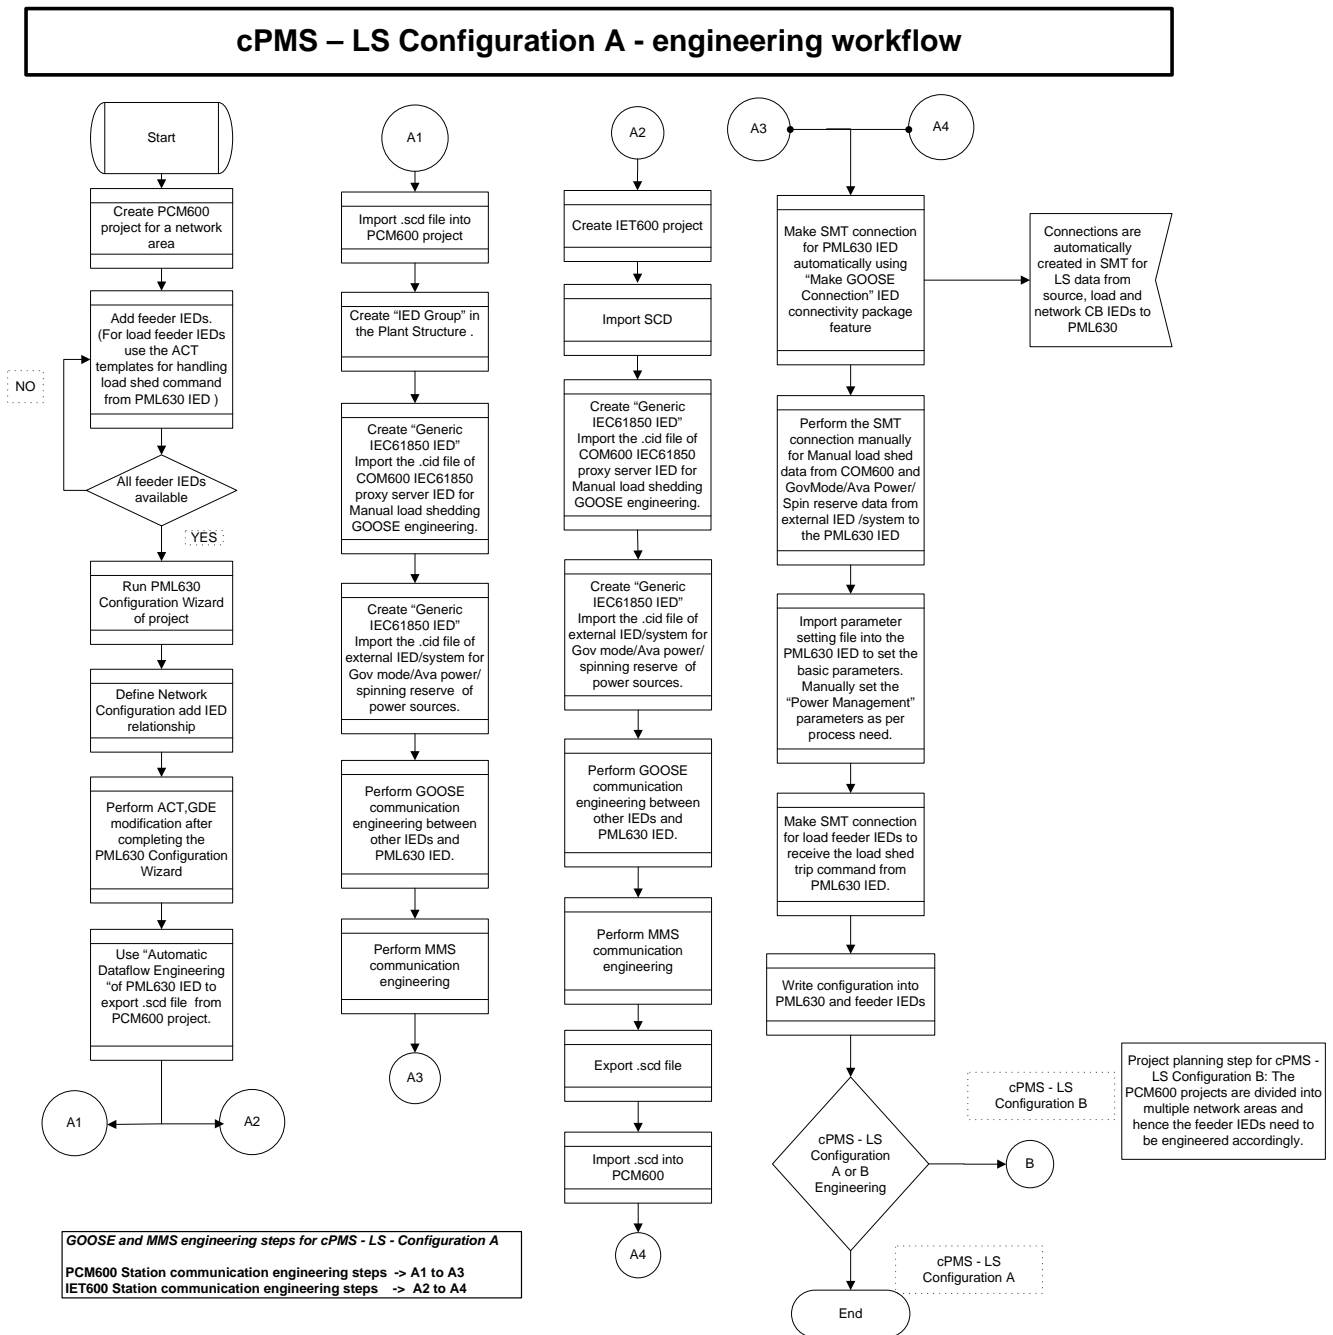 cPMS – LS Configuration A - engineering workflow
Start
Create PCM600
project for a network
area
Add feeder IEDs.
(For load feeder IEDs
use the ACT
templates for handling
load shed command
from PML630 IED )
NO
All feeder IEDs
available
YES
Run PML630
Configuration Wizard
of project
Define Network
Configuration add IED
relationship
Perform ACT,GDE
modification after
completing the
PML630 Configuration
Wizard
Use “Automatic
Dataflow Engineering
“of PML630 IED to
export .scd file from
PCM600 project.
A1
A2
A1
Import .scd file into
PCM600 project
Create “IED Group” in
the Plant Structure .
Create “Generic
IEC61850 IED”
Import the .cid file of
COM600 IEC61850
proxy server IED for
Manual load shedding
GOOSE engineering.
Create “Generic
IEC61850 IED”
Import the .cid file of
external IED/system for
Gov mode/Ava power/
spinning reserve of
power sources.
Perform GOOSE
communication
engineering between
other IEDs and
PML630 IED.
Perform MMS
communication
engineering
A3
A2
Create IET600 project
Import SCD
Create “Generic
IEC61850 IED”
Import the .cid file of
COM600 IEC61850
proxy server IED for
Manual load shedding
GOOSE engineering.
Create “Generic
IEC61850 IED”
Import the .cid file of
external IED/system for
Gov mode/Ava power/
spinning reserve of
power sources.
Perform GOOSE
communication
engineering between
other IEDs and
PML630 IED.
Perform MMS
communication
engineering
Export .scd file
Import .scd into
PCM600
A4
A3
A4
Make SMT connection
for PML630 IED
automatically using
“Make GOOSE
Connection” IED
connectivity package
feature
Connections are
automatically
created in SMT for
LS data from
source, load and
network CB IEDs to
PML630
Perform the SMT
connection manually
for Manual load shed
data from COM600 and
GovMode/Ava Power/
Spin reserve data from
external IED /system to
the PML630 IED
Import parameter
setting file into the
PML630 IED to set the
basic parameters.
Manually set the
“Power Management”
parameters as per
process need.
Make SMT connection
for load feeder IEDs to
receive the load shed
trip command from
PML630 IED.
Write configuration into
PML630 and feeder IEDs
cPMS - LS
Configuration
A or B
Engineering
cPMS - LS
Configuration B
B
Project planning step for cPMS -
LS Configuration B: The
PCM600 projects are divided into
multiple network areas and
hence the feeder IEDs need to
be engineered accordingly.
cPMS - LS
Configuration A
End
GOOSE and MMS engineering steps for cPMS - LS - Configuration A
PCM600 Station communication engineering steps -> A1 to A3
IET600 Station communication engineering steps -> A2 to A4